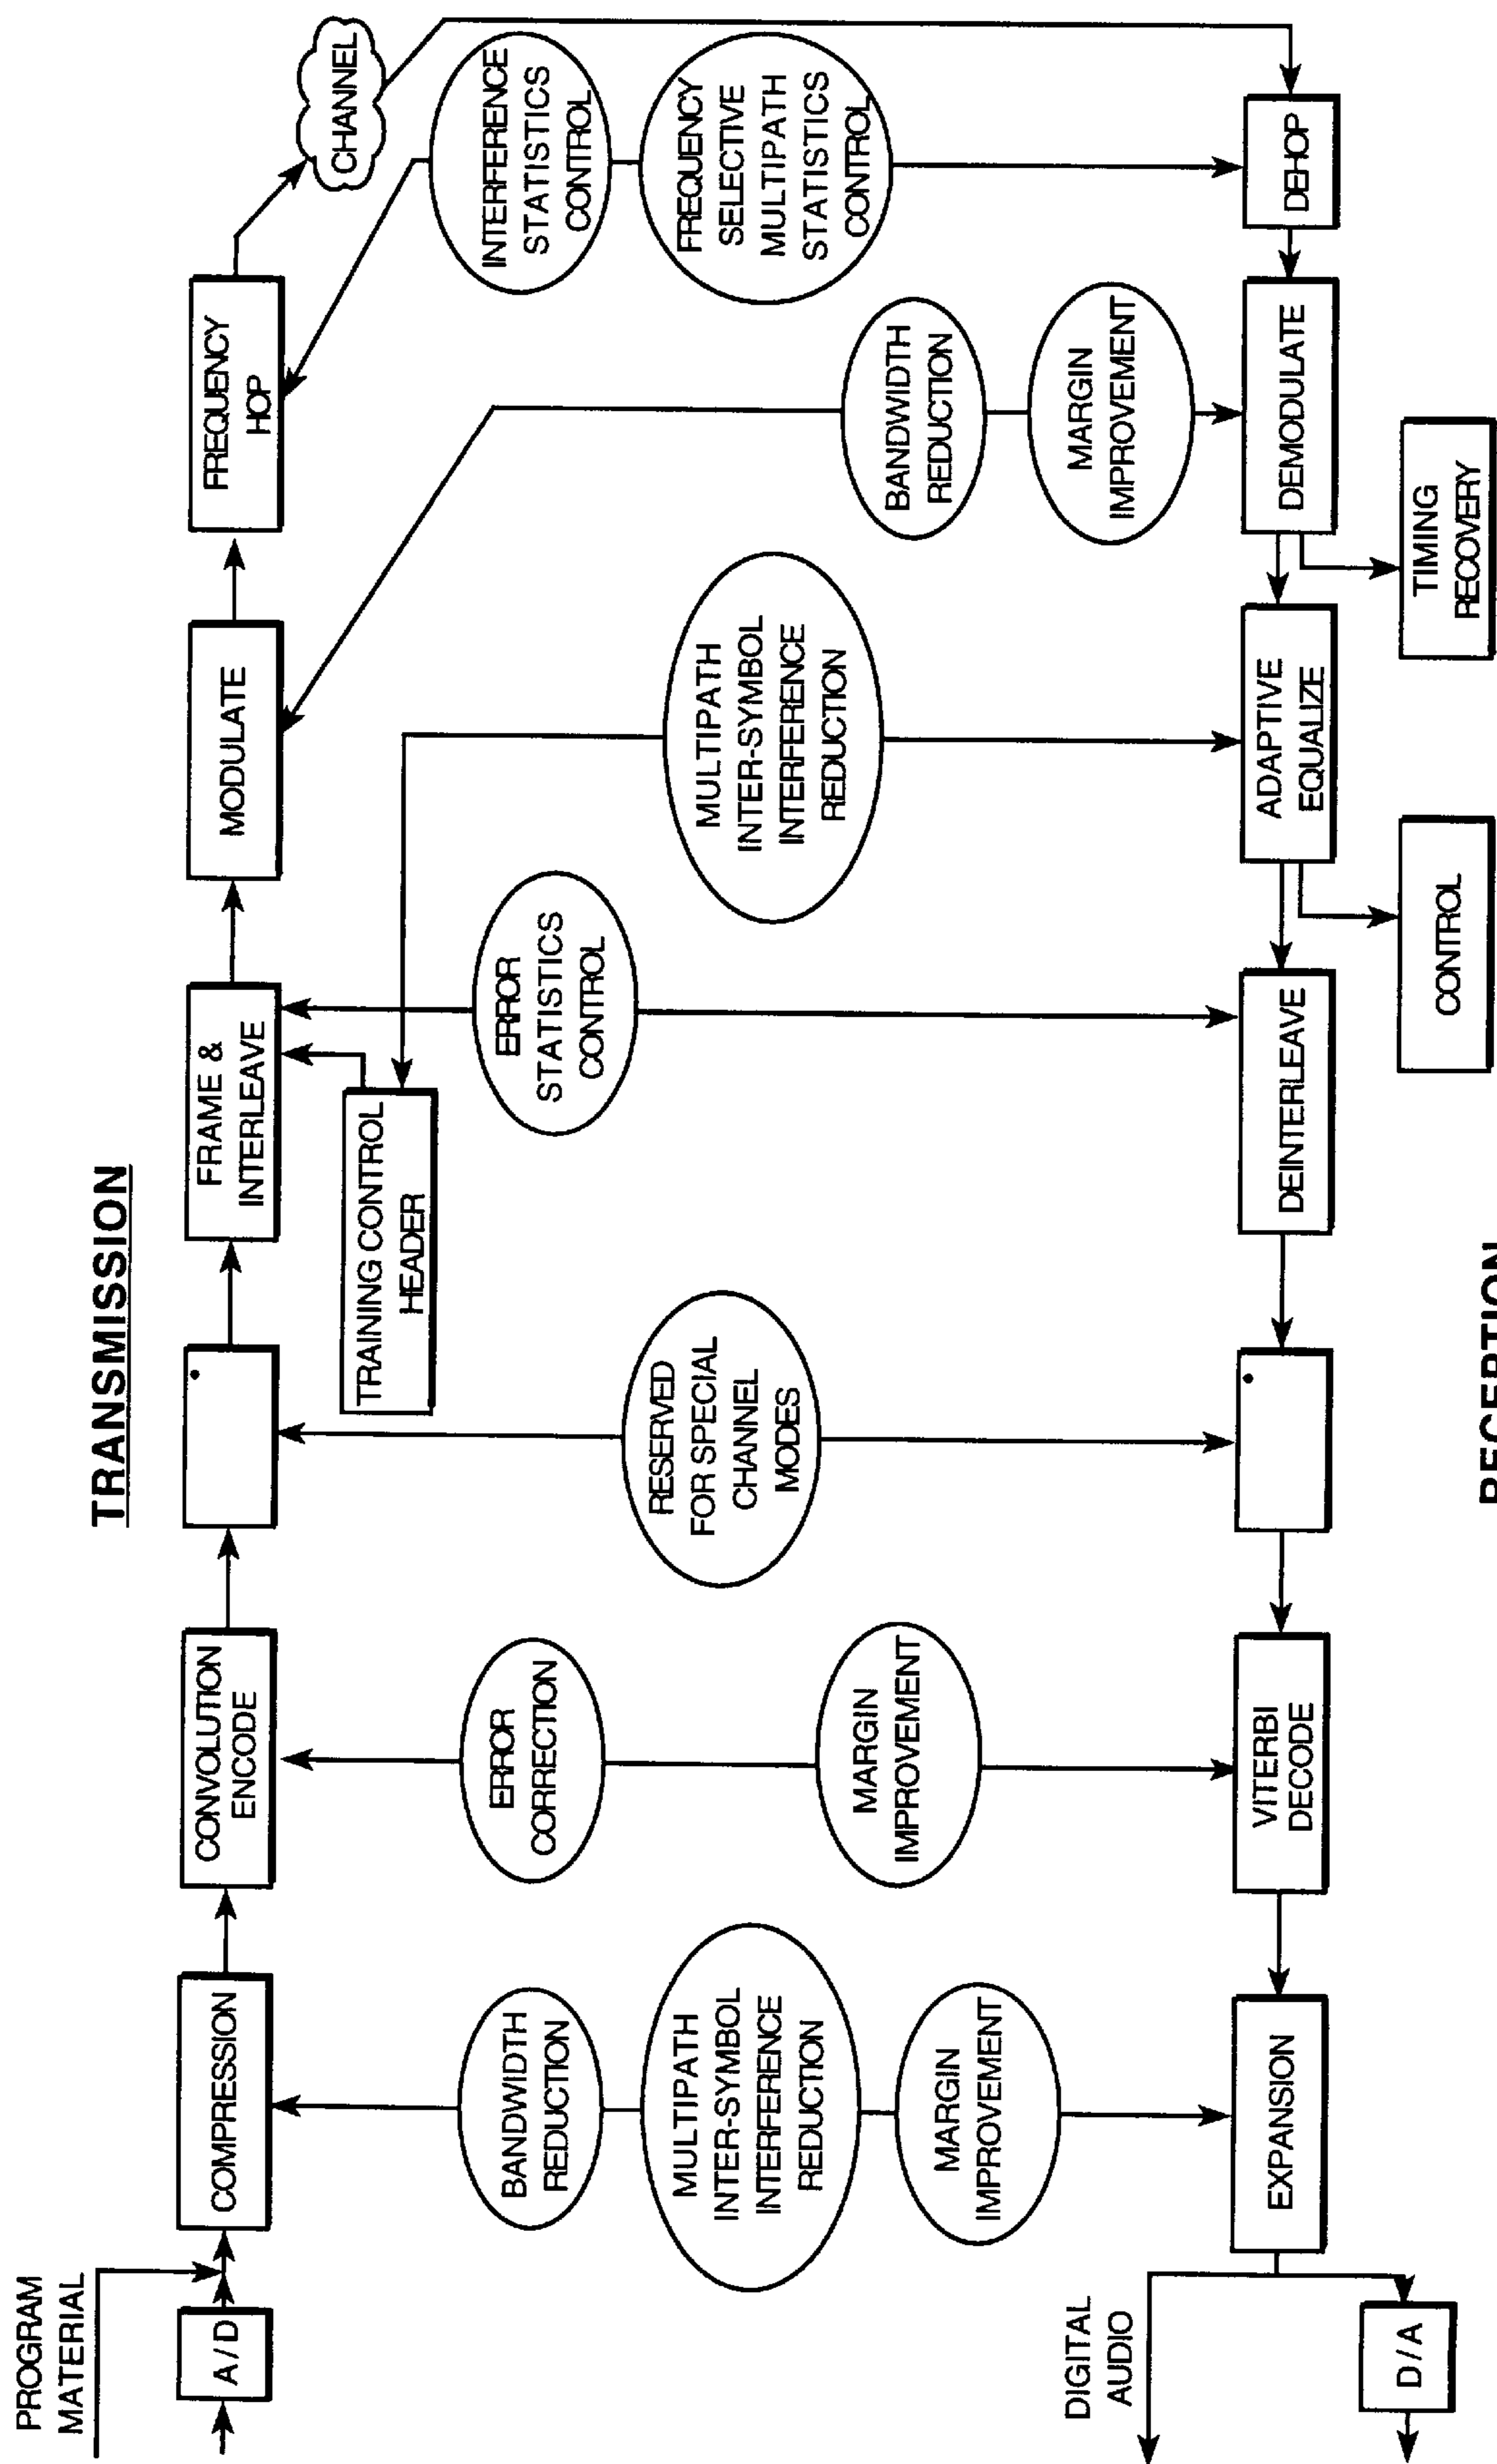 TRANSMISSION
PROGRAM
MATERIAL
A/D
COMPRESSION
CONVOLUTION
ENCODE
FRAME &
INTERLEAVE
MODULATE
FREQUENCY
HOP
CHANNEL
TRAINING CONTROL
HEADER
BANDWIDTH
REDUCTION
MULTIPATH
INTER-SYMBOL
INTERFERENCE
REDUCTION
MARGIN
IMPROVEMENT
ERROR
CORRECTION
MARGIN
IMPROVEMENT
RESERVED
FOR SPECIAL
CHANNEL
MODES
ERROR
STATISTICS
CONTROL
MULTIPATH
INTER-SYMBOL
INTERFERENCE
REDUCTION
BANDWIDTH
REDUCTION
MARGIN
IMPROVEMENT
INTERFERENCE
STATISTICS
CONTROL
FREQUENCY
SELECTIVE
MULTIPATH
STATISTICS
CONTROL
DIGITAL
AUDIO
D/A
EXPANSION
VITERBI
DECODE
DEINTERLEAVE
ADAPTIVE
EQUALIZE
DEMODULATE
DEHOP
CONTROL
TIMING
RECOVERY
RECEPTION